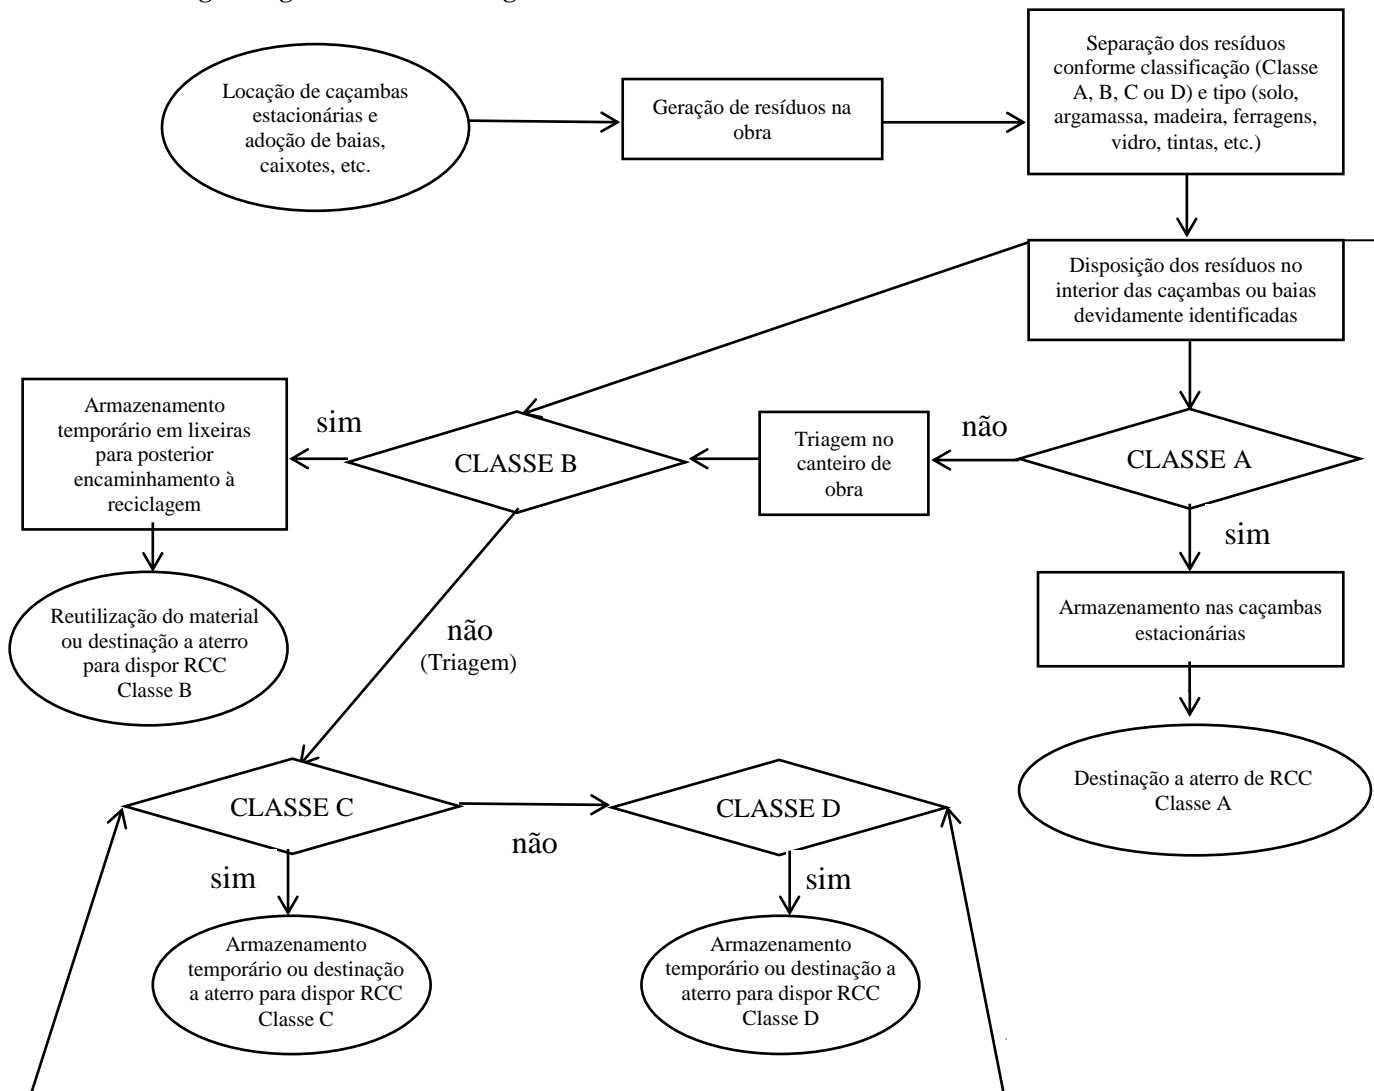 Locação de caçambas
estacionárias e
adoção de baias,
caixotes, etc.
Geração de resíduos na
obra
Separação dos resíduos
conforme classificação (Classe
A, B, C ou D) e tipo (solo,
argamassa, madeira, ferragens,
vidro, tintas, etc.)
Disposição dos resíduos no
interior das caçambas ou baias
devidamente identificadas
CLASSE A
não
Triagem no
canteiro de
obra
CLASSE B
sim
Armazenamento
temporário em lixeiras
para posterior
encaminhamento à
reciclagem
Reutilização do material
ou destinação a aterro
para dispor RCC
Classe B
sim
Armazenamento nas caçambas
estacionárias
Destinação a aterro de RCC
Classe A
não
(Triagem)
CLASSE C
não
CLASSE D
sim
Armazenamento
temporário ou destinação
a aterro para dispor RCC
Classe C
sim
Armazenamento
temporário ou destinação a
aterro para dispor RCC
Classe D